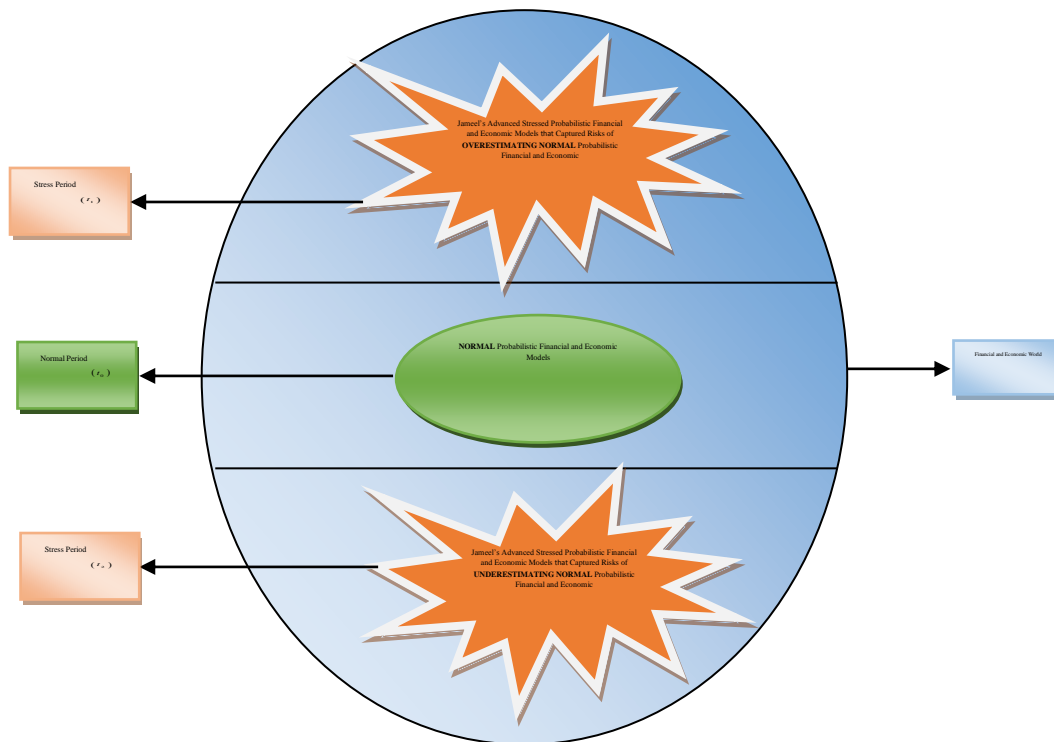 Jameel's Advanced Stressed Probabilistic Financial
and Economic Models that Captured Risks of
OVERESTIMATING NORMAL Probabilistic
Financial and Economic
Stress Period
NORMAL Probabilistic Financial and Economic
Models
Normal Period
Financial and Economic World
Jameel's Advanced Stressed Probabilistic Financial
and Economic Models that Captured Risks of
UNDERESTIMATING NORMAL Probabilistic
Financial and Economic
Stress Period